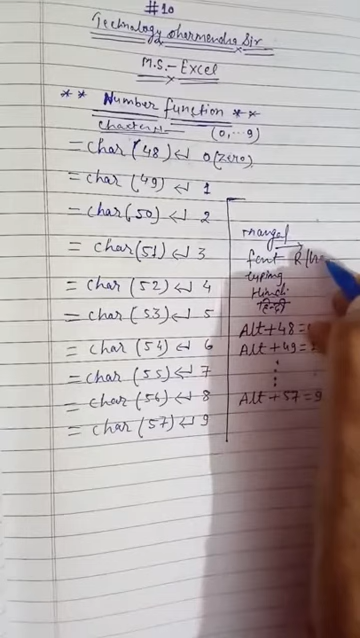 #10
Technology Dharmendra Sir
M.S.-Excel
** Number function **
(0,--9)
= Char (48) ↵ 0 (Zero)
= Char (49) ↵ 1
= Char (50) ↵ 2
= Char (51) ↵ 3
= Char (52) ↵ 4
= Char (53) ↵ 5
= Char (54) ↵ 6
= Char (55) ↵ 7
= Char (56) ↵ 8
= Char (57) ↵ 9
mangal
font
typing
Hindi
Alt+48=
Alt+49=
:
:
Alt+57=9